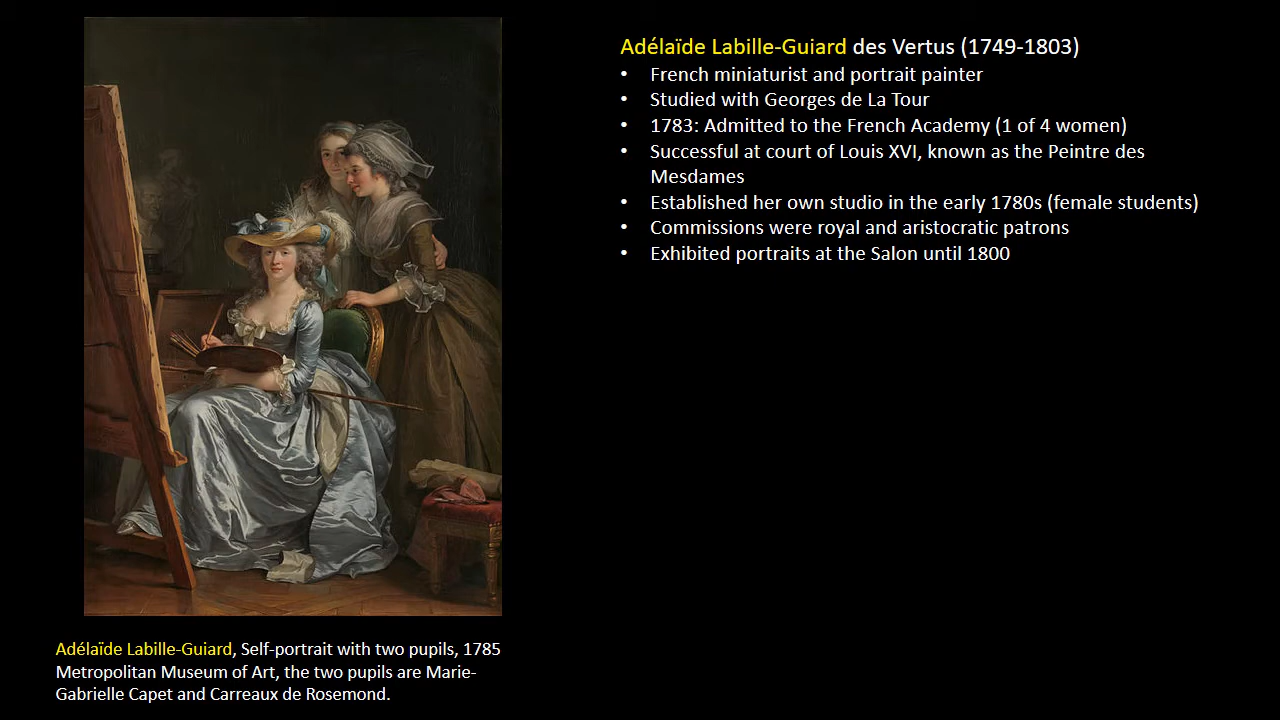 Adélaïde Labille-Guiard des Vertus (1749-1803)
• French miniaturist and portrait painter
• Studied with Georges de La Tour
• 1783: Admitted to the French Academy (1 of 4 women)
• Successful at court of Louis XVI, known as the Peintre des
Mesdames
• Established her own studio in the early 1780s (female students)
• Commissions were royal and aristocratic patrons
• Exhibited portraits at the Salon until 1800
Adélaïde Labille-Guiard, Self-portrait with two pupils, 1785
Metropolitan Museum of Art, the two pupils are Marie-
Gabrielle Capet and Carreaux de Rosemond.